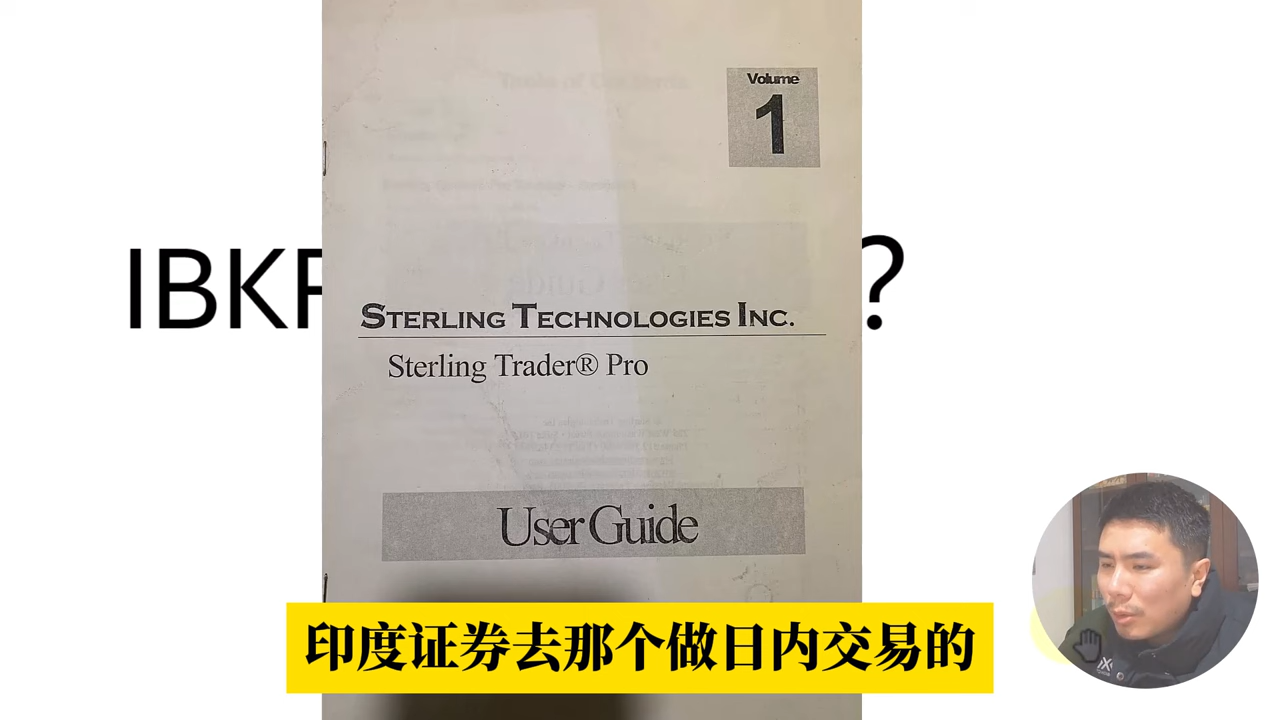 Volume
1
IBKR
?
STERLING TECHNOLOGIES INC.
Sterling Trader® Pro
User Guide
印度证券去那个做日内交易的